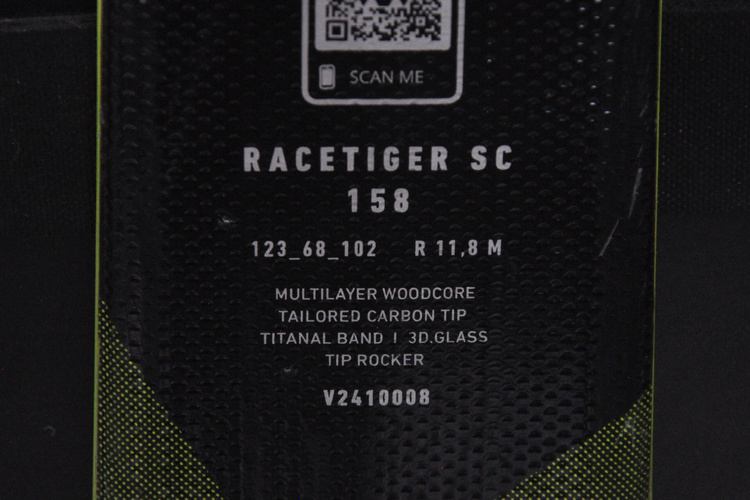 SCAN ME
RACETIGER SC
158
123_68_102 R 11,8 M
MULTILAYER WOODCORE
TAILORED CARBON TIP
TITANAL BAND | 3D.GLASS
TIP ROCKER
V2410008